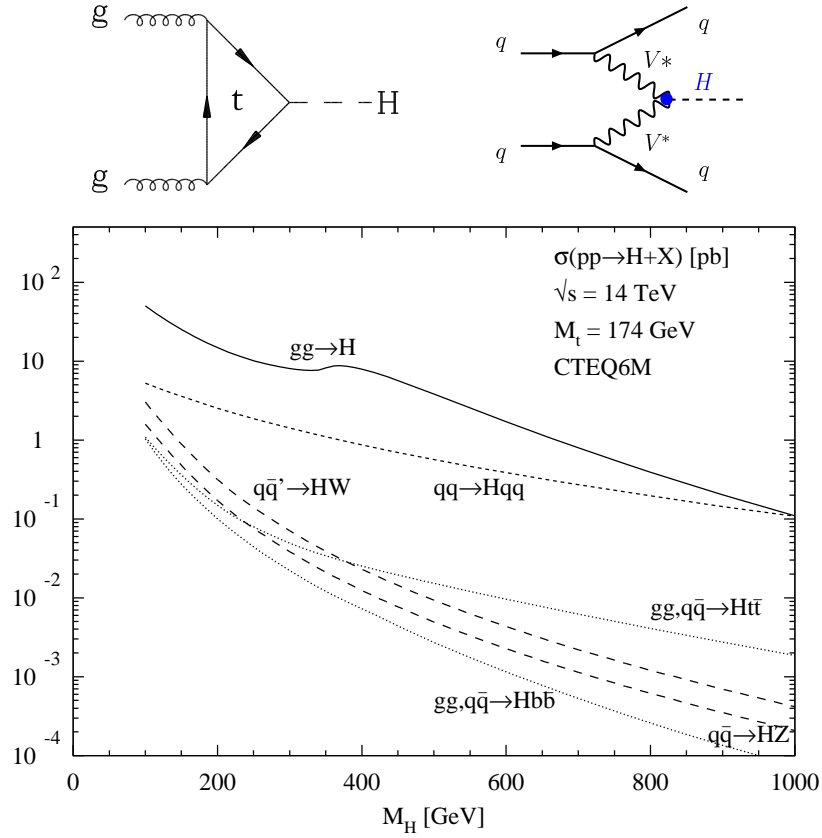 g
t
H
g
q
q
V*
H
V*
q
q
σ(pp→H+X) [pb]
√s = 14 TeV
M_t = 174 GeV
CTEQ6M
gg→H
qq̄'→HW
qq→Hqq
gg,qq̄→Htt̄
gg,qq̄→Hbb̄
qq̄→HZ
10^2
10
1
10^-1
10^-2
10^-3
10^-4
0 200 400 600 800 1000
M_H [GeV]